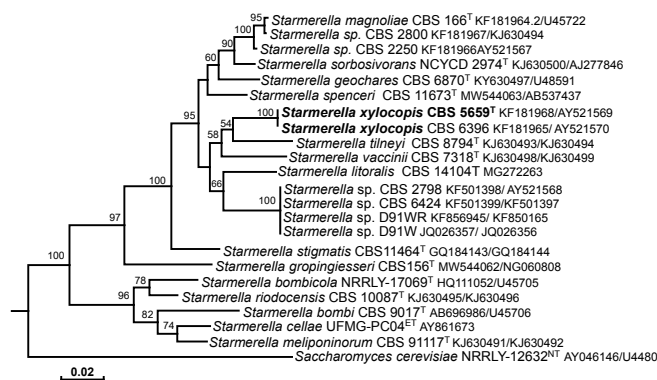 95
Starmerella magnoliae CBS 166T KF181964.2/U45722
100
Starmerella sp. CBS 2800 KF181967/KJ630494
90
Starmerella sp. CBS 2250 KF181966AY521567
60
Starmerella sorbosivorans NCYCD 2974T KJ630500/AJ277846
Starmerella geochares CBS 6870T KY630497/U48591
95
Starmerella spenceri CBS 11673T MW544063/AB537437
100
Starmerella xylocopis CBS 5659T KF181968/AY521569
54
Starmerella xylocopis CBS 6396 KF181965/AY521570
58
Starmerella tilneyi CBS 8794T KJ630493/KJ630494
Starmerella vaccinii CBS 7318T KJ630498/KJ630499
100
Starmerella litoralis CBS 14104T MG272263
66
Starmerella sp. CBS 2798 KF501398/ AY521568
Starmerella sp. CBS 6424 KF501399/KF501397
100
Starmerella sp. D91WR KF856945/ KF850165
97
Starmerella sp. D91W JQ026357/ JQ026356
Starmerella stigmatis CBS11464T GQ184143/GQ184144
100
Starmerella gropingiesseri CBS156T MW544062/NG060808
78
Starmerella bombicola NRRLY-17069T HQ111052/U45705
96
Starmerella riodocensis CBS 10087T KJ630495/KJ630496
82
Starmerella bombi CBS 9017T AB696986/U45706
74
Starmerella cellae UFMG-PC04ET AY861673
Starmerella meliponinorum CBS 91117T KJ630491/KJ630492
Saccharomyces cerevisiae NRRLY-12632NT AY046146/U4480
0.02